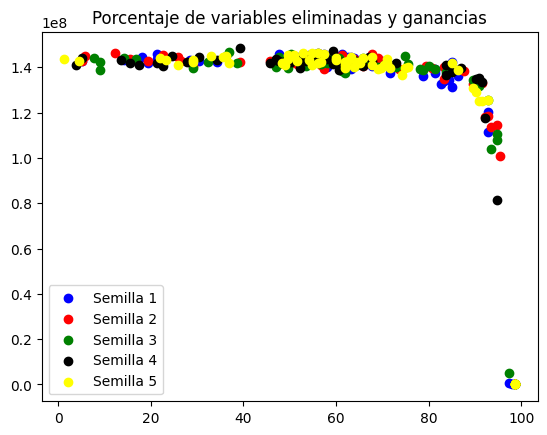 Porcentaje de variables eliminadas y ganancias
1e8
1.4
1.2
1.0
0.8
0.6
0.4
0.2
0.0
Semilla 1
Semilla 2
Semilla 3
Semilla 4
Semilla 5
0 20 40 60 80 100